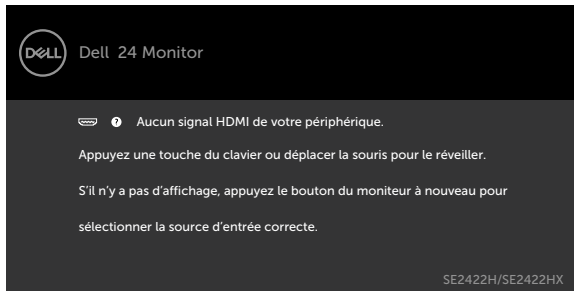 DELL
Dell 24 Monitor
Aucun signal HDMI de votre périphérique.
Appuyez une touche du clavier ou déplacer la souris pour le réveiller.
S'il n'y a pas d'affichage, appuyez le bouton du moniteur à nouveau pour
sélectionner la source d'entrée correcte.
SE2422H/SE2422HX